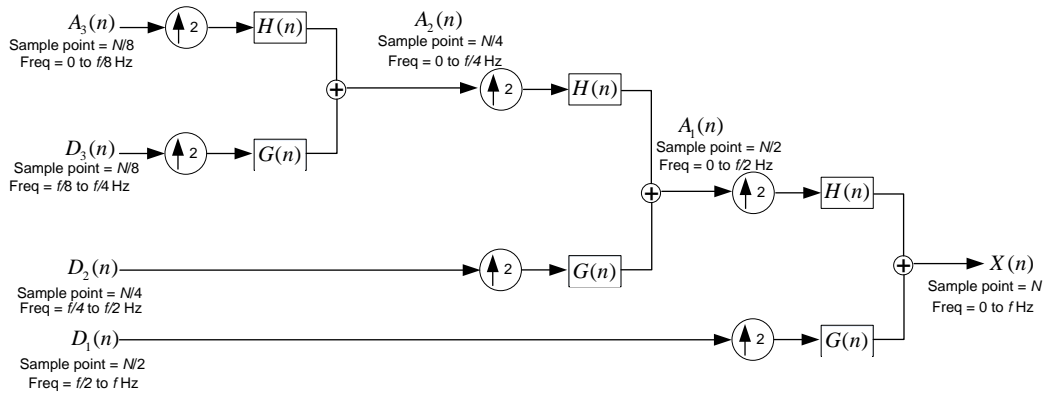 A₃(n)
2
H(n)
Sample point = N/8
Freq = 0 to f/8 Hz
A₂(n)
Sample point = N/4
Freq = 0 to f/4 Hz
+
2
H(n)
D₃(n)
2
G(n)
Sample point = N/8
Freq = f/8 to f/4 Hz
A₁(n)
Sample point = N/2
Freq = 0 to f/2 Hz
+
2
H(n)
D₂(n)
2
G(n)
Sample point = N/4
Freq = f/4 to f/2 Hz
+
X(n)
Sample point = N
Freq = 0 to f Hz
D₁(n)
2
G(n)
Sample point = N/2
Freq = f/2 to f Hz